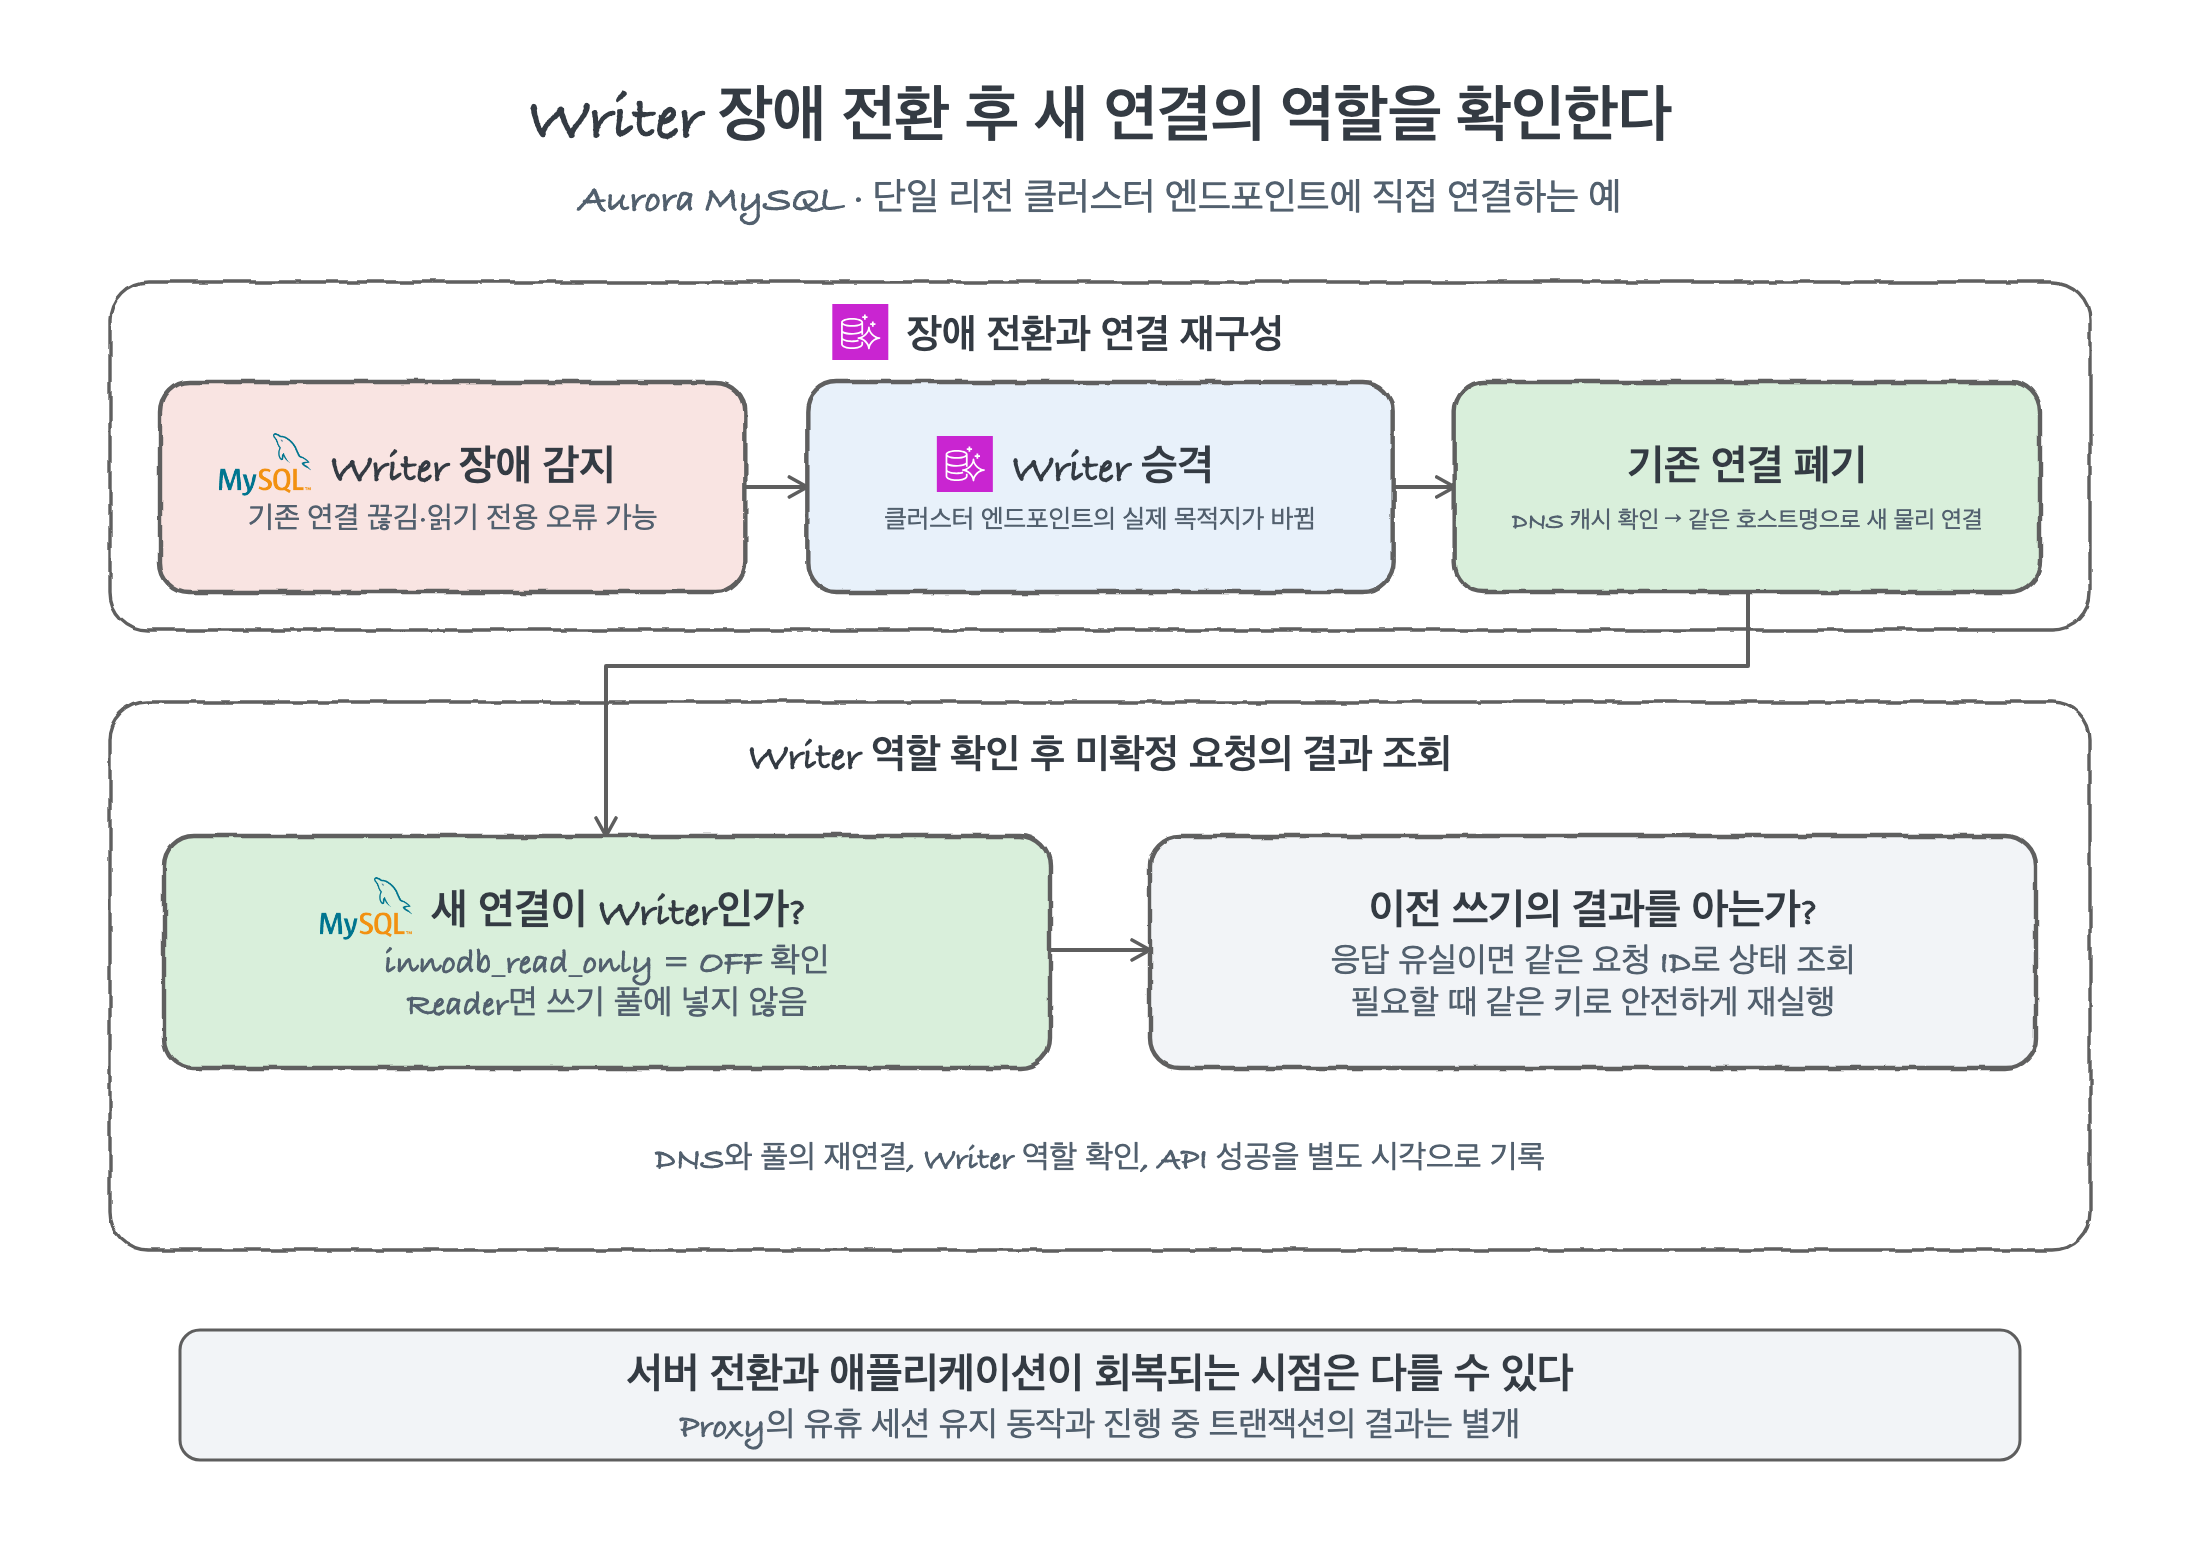 Writer 장애 전환 후 새 연결의 역할을 확인한다
Aurora MySQL · 단일 리전 클러스터 엔드포인트에 직접 연결하는 예
장애 전환과 연결 재구성
MySQL™ Writer 장애 감지
기존 연결 끊김·읽기 전용 오류 가능
Writer 승격
클러스터 엔드포인트의 실제 목적지가 바뀜
기존 연결 폐기
DNS 캐시 확인 → 같은 호스트명으로 새 물리 연결
Writer 역할 확인 후 미확정 요청의 결과 조회
MySQL™ 새 연결이 Writer인가?
innodb_read_only = OFF 확인
Reader면 쓰기 풀에 넣지 않음
이전 쓰기의 결과를 아는가?
응답 유실이면 같은 요청 ID로 상태 조회
필요할 때 같은 키로 안전하게 재실행
DNS와 풀의 재연결, Writer 역할 확인, API 성공을 별도 시각으로 기록
서버 전환과 애플리케이션이 회복되는 시점은 다를 수 있다
Proxy의 유휴 세션 유지 동작과 진행 중 트랜잭션의 결과는 별개